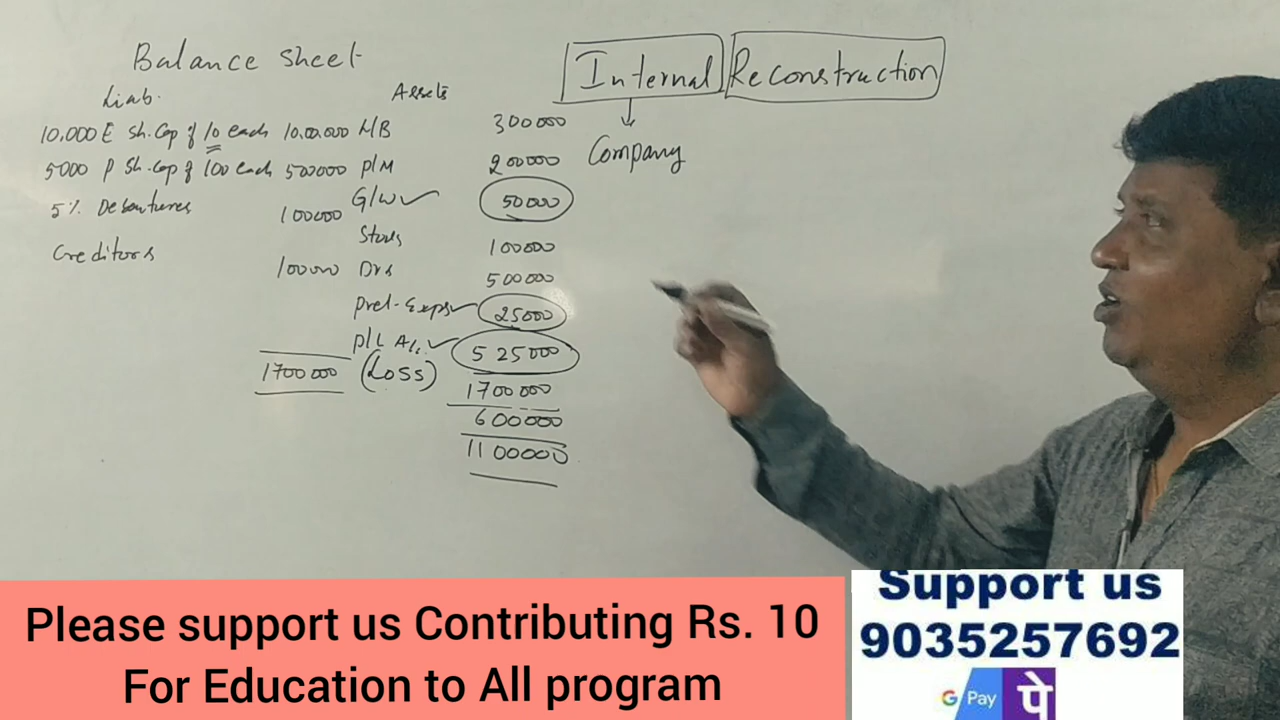 Balance sheet
Internal Reconstruction
Liab. Assets
Company
10,000 E Sh. Cap of 10 each 10,00,000 L/B 300000
5000 P Sh. Cap of 100 each 500000 P/M 200000
5% Debentures 100000 G/W ✓ 50000
Creditors 100000 Stores 100000
Drs 500000
Prel-Exps ✓ 25000
P/L A/c ✓ 525000
1700000 (Loss) 1700000
600000
1100000
Please support us Contributing Rs. 10
For Education to All program
Support us
9035257692
G Pay पे